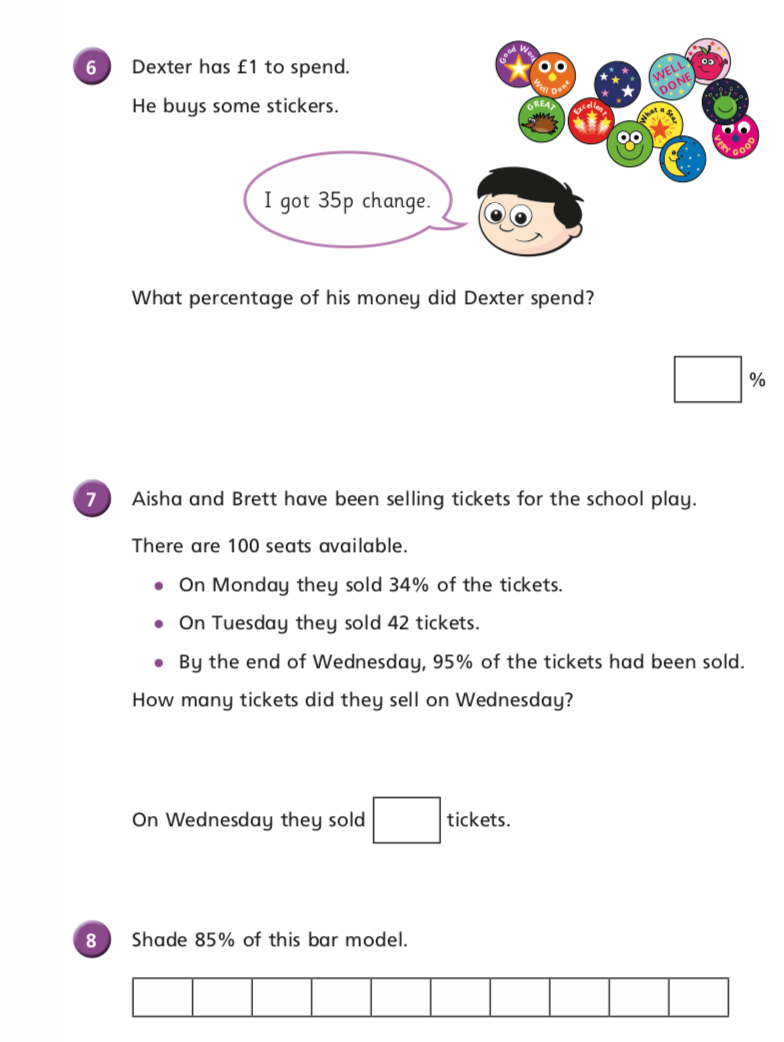 6
Dexter has £1 to spend.
He buys some stickers.
Well Done
WELL DONE
GREAT
Excellent
What a Star
VERY GOOD
I got 35p change.
What percentage of his money did Dexter spend?
%
7
Aisha and Brett have been selling tickets for the school play.
There are 100 seats available.
• On Monday they sold 34% of the tickets.
• On Tuesday they sold 42 tickets.
• By the end of Wednesday, 95% of the tickets had been sold.
How many tickets did they sell on Wednesday?
On Wednesday they sold tickets.
8
Shade 85% of this bar model.